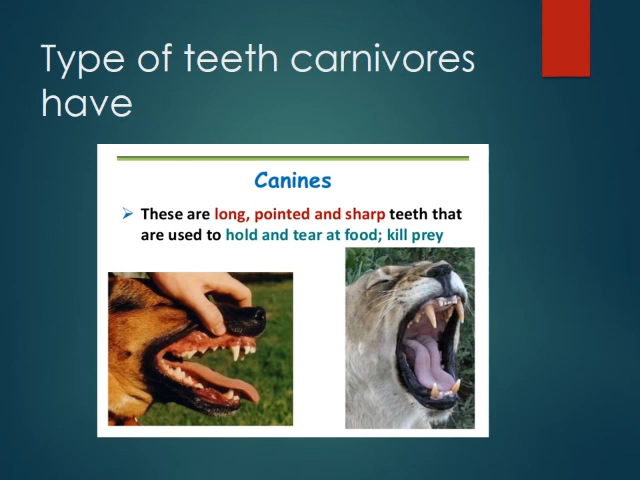 Type of teeth carnivores
have
Canines
➢ These are long, pointed and sharp teeth that
are used to hold and tear at food; kill prey